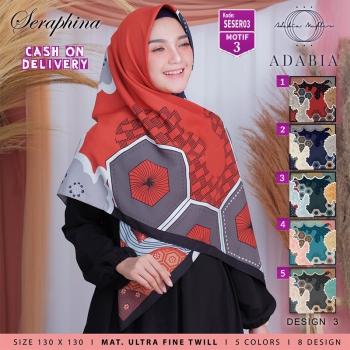 Seraphina
CASH ON
DELIVERY
Kode:
SESER03
MOTIF
3
ADABIA
1
2
3
4
5
DESIGN 3
SIZE 130 X 130 | MAT. ULTRA FINE TWILL | 5 COLORS | 8 DESIGN